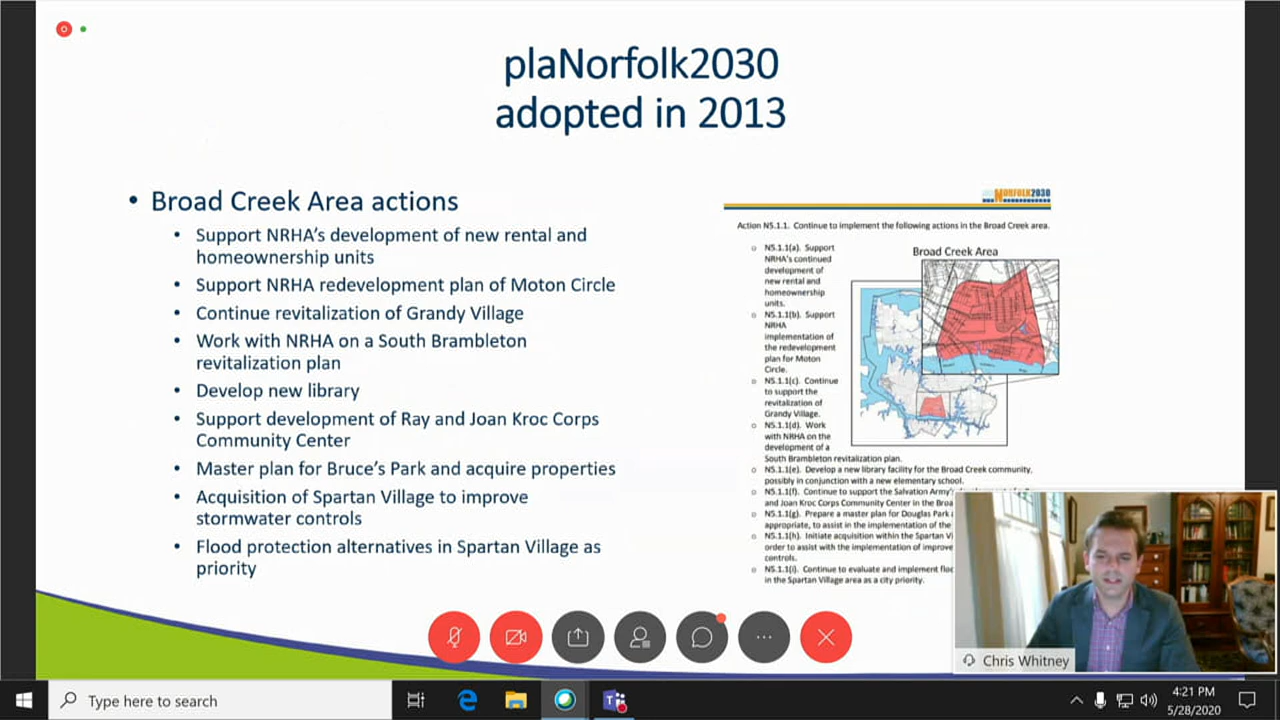 plaNorfolk2030
adopted in 2013
• Broad Creek Area actions
• Support NRHA's development of new rental and
homeownership units
• Support NRHA redevelopment plan of Moton Circle
• Continue revitalization of Grandy Village
• Work with NRHA on a South Brambleton
revitalization plan
• Develop new library
• Support development of Ray and Joan Kroc Corps
Community Center
• Master plan for Bruce's Park and acquire properties
• Acquisition of Spartan Village to improve
stormwater controls
• Flood protection alternatives in Spartan Village as
priority
NORFOLK2030
Action N5.1.1. Continue to implement the following actions in the Broad Creek area.
Broad Creek Area
o N5.1.1(a). Support
NRHA's continued
development of
new rental and
homeownership
units.
o N5.1.1(b). Support
NRHA
implementation of
the redevelopment
plan for Moton
Circle.
o N5.1.1(c). Continue
to support the
revitalization of
Grandy Village.
o N5.1.1(d). Work
with NRHA on the
development of a
South Brambleton revitalization plan.
o N5.1.1(e). Develop a new library facility for the Broad Creek community,
possibly in conjunction with a new elementary school.
o N5.1.1(f). Continue to support the Salvation Army's
and Joan Kroc Corps Community Center in the Broa
o N5.1.1(g). Prepare a master plan for Douglas Park
appropriate, to assist in the implementation of the
o N5.1.1(h). Initiate acquisition within the Spartan Vi
order to assist with the implementation of improve
controls.
o N5.1.1(i). Continue to evaluate and implement floo
in the Spartan Village area as a city priority.
Chris Whitney
Type here to search
4:21 PM
5/28/2020